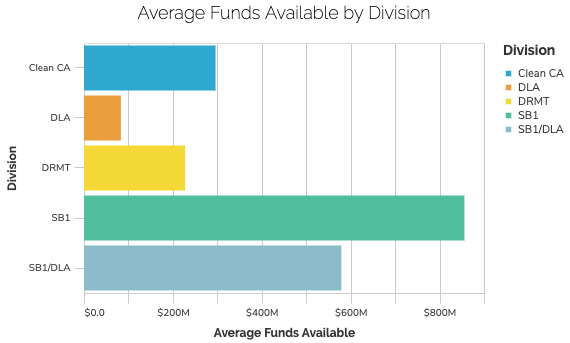 Average Funds Available by Division
Division
Clean CA
DLA
DRMT
SB1
SB1/DLA
Division
Clean CA
DLA
DRMT
SB1
SB1/DLA
$0.0 $200M $400M $600M $800M
Average Funds Available